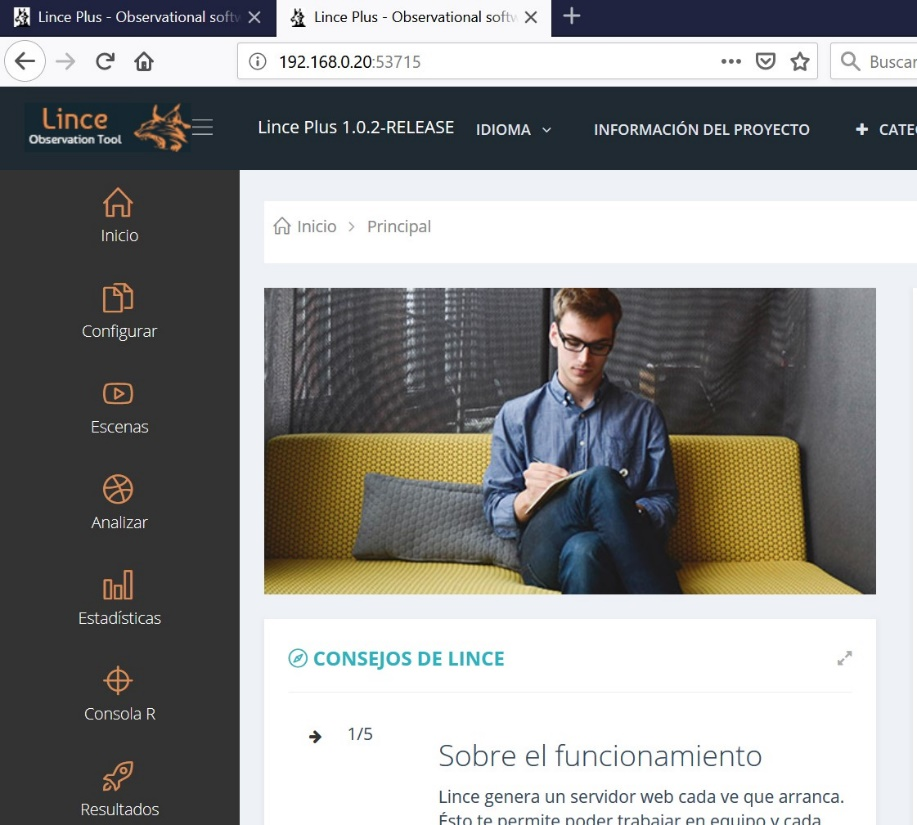 Lince Plus - Observational softw
Lince Plus - Observational softw
192.168.0.20:53715
Buscar
Lince
Observation Tool
Lince Plus 1.0.2-RELEASE
IDIOMA
INFORMACIÓN DEL PROYECTO
+ CATE
Inicio
Configurar
Escenas
Analizar
Estadísticas
Consola R
Resultados
Inicio > Principal
CONSEJOS DE LINCE
1/5
Sobre el funcionamiento
Lince genera un servidor web cada ve que arranca.
Ésto te permite poder trabajar en equipo y cada